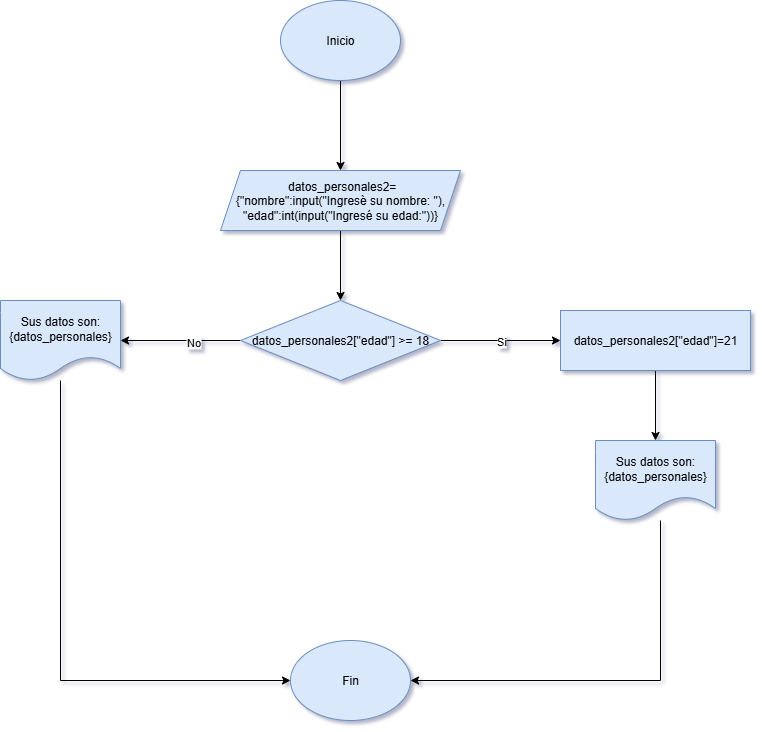 Inicio
datos_personales2=
{"nombre":input("Ingresè su nombre: "),
"edad":int(input("Ingresé su edad:"))}
Sus datos son:
{datos_personales}
No
datos_personales2["edad"] >= 18
Si
datos_personales2["edad"]=21
Sus datos son:
{datos_personales}
Fin